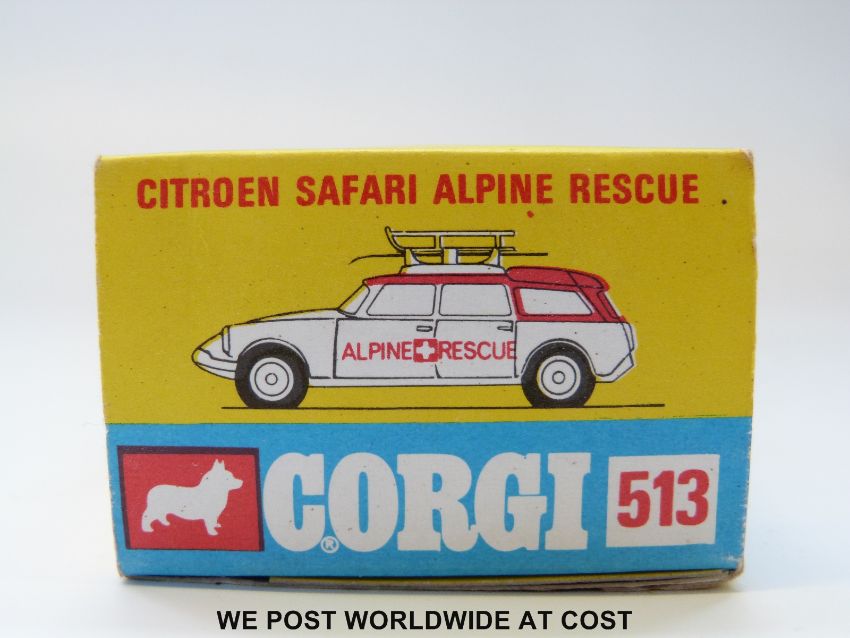 CITROEN SAFARI ALPINE RESCUE
ALPINE RESCUE
CORGI® 513
WE POST WORLDWIDE AT COST